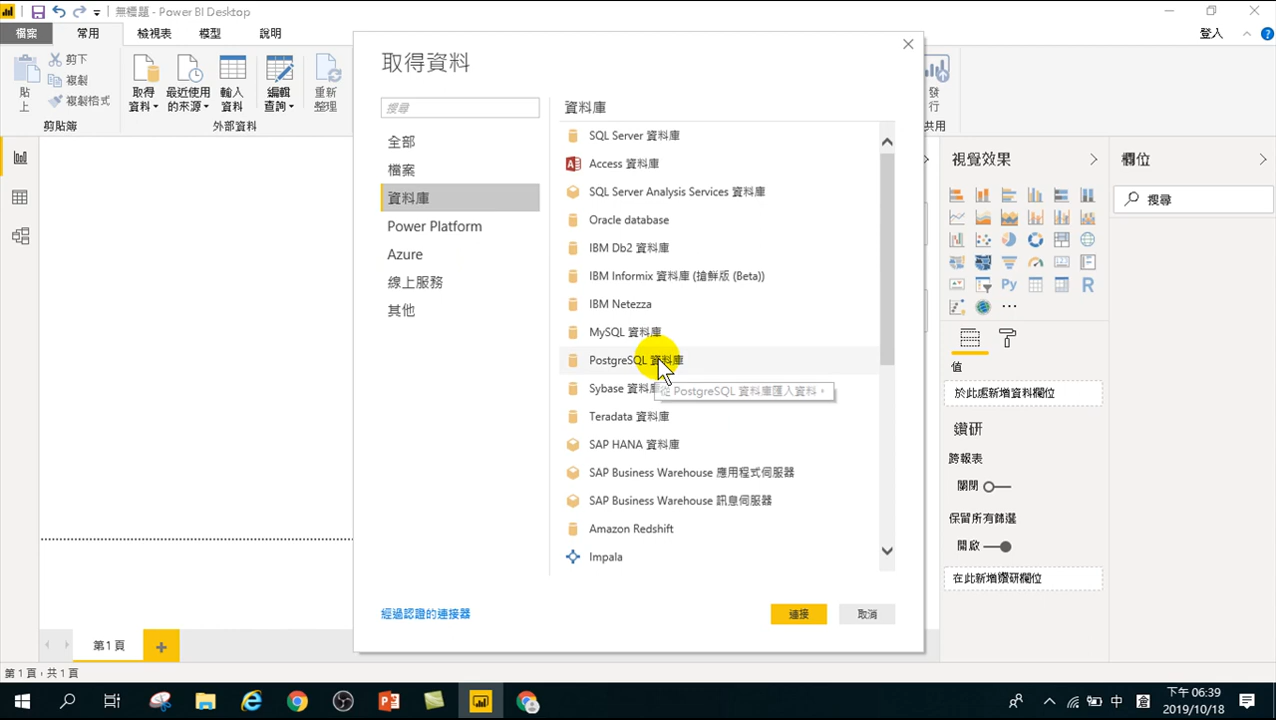 無標題 - Power BI Desktop
檔案
常用
檢視表
模型
說明
登入
貼上
剪下
複製
複製格式
剪貼簿
取得資料
最近使用的來源
輸入資料
編輯查詢
重新整理
外部資料
發行
共用
取得資料
搜尋
全部
檔案
資料庫
Power Platform
Azure
線上服務
其他
資料庫
SQL Server 資料庫
Access 資料庫
SQL Server Analysis Services 資料庫
Oracle database
IBM Db2 資料庫
IBM Informix 資料庫 (搶鮮版 (Beta))
IBM Netezza
MySQL 資料庫
PostgreSQL 資料庫
Sybase 資料庫
從 PostgreSQL 資料庫匯入資料。
Teradata 資料庫
SAP HANA 資料庫
SAP Business Warehouse 應用程式伺服器
SAP Business Warehouse 訊息伺服器
Amazon Redshift
Impala
經過認證的連接器
連接
取消
視覺效果
Py
R
值
於此處新增資料欄位
鑽研
跨報表
關閉
保留所有篩選
開啟
在此新增鑽研欄位
欄位
搜尋
第 1 頁
第 1 頁，共 1 頁
中
倉
下午 06:39
2019/10/18